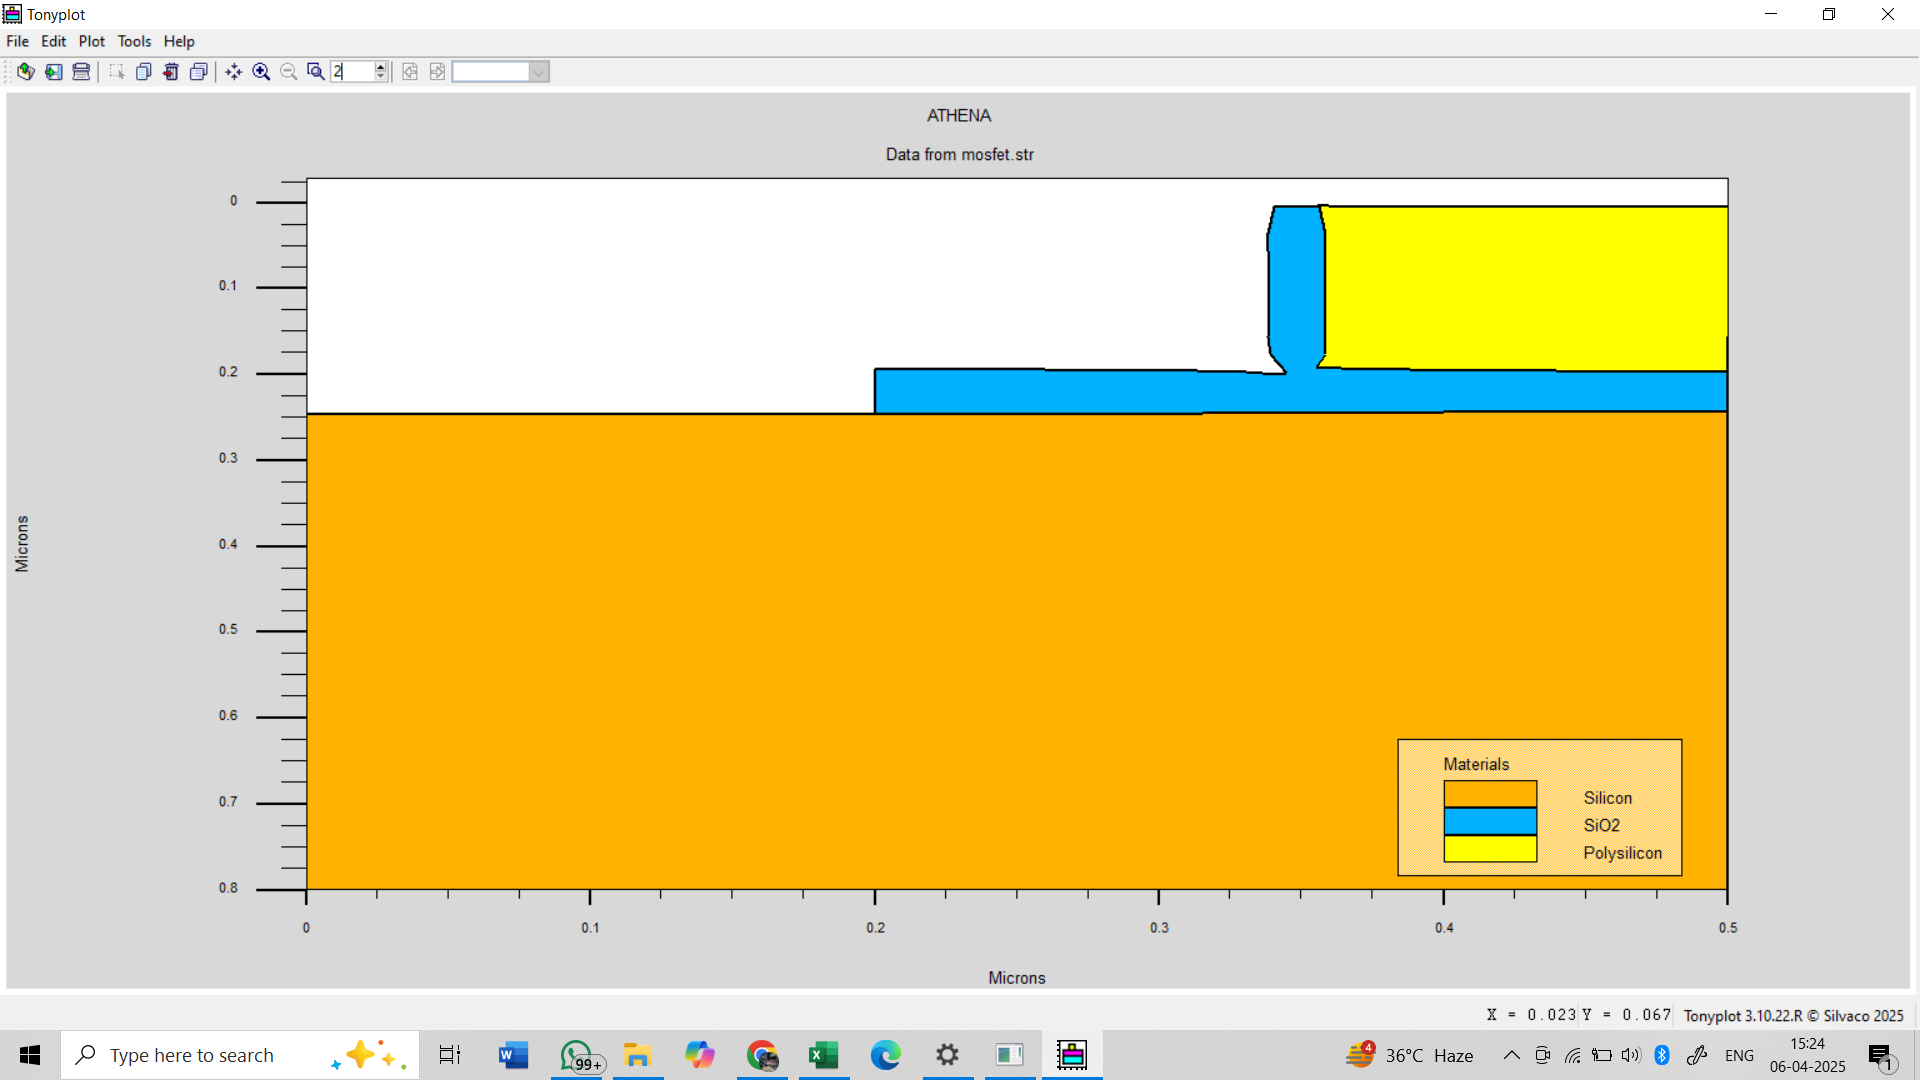 Tonyplot
File Edit Plot Tools Help
2
ATHENA
Data from mosfet.str
0
0.1
0.2
0.3
0.4
0.5
0.6
0.7
0.8
Microns
Materials
Silicon
SiO2
Polysilicon
0 0.1 0.2 0.3 0.4 0.5
Microns
X = 0.023 Y = 0.067 Tonyplot 3.10.22.R © Silvaco 2025
Type here to search
W
99+
X
4
36°C Haze
ENG
15:24
06-04-2025
1